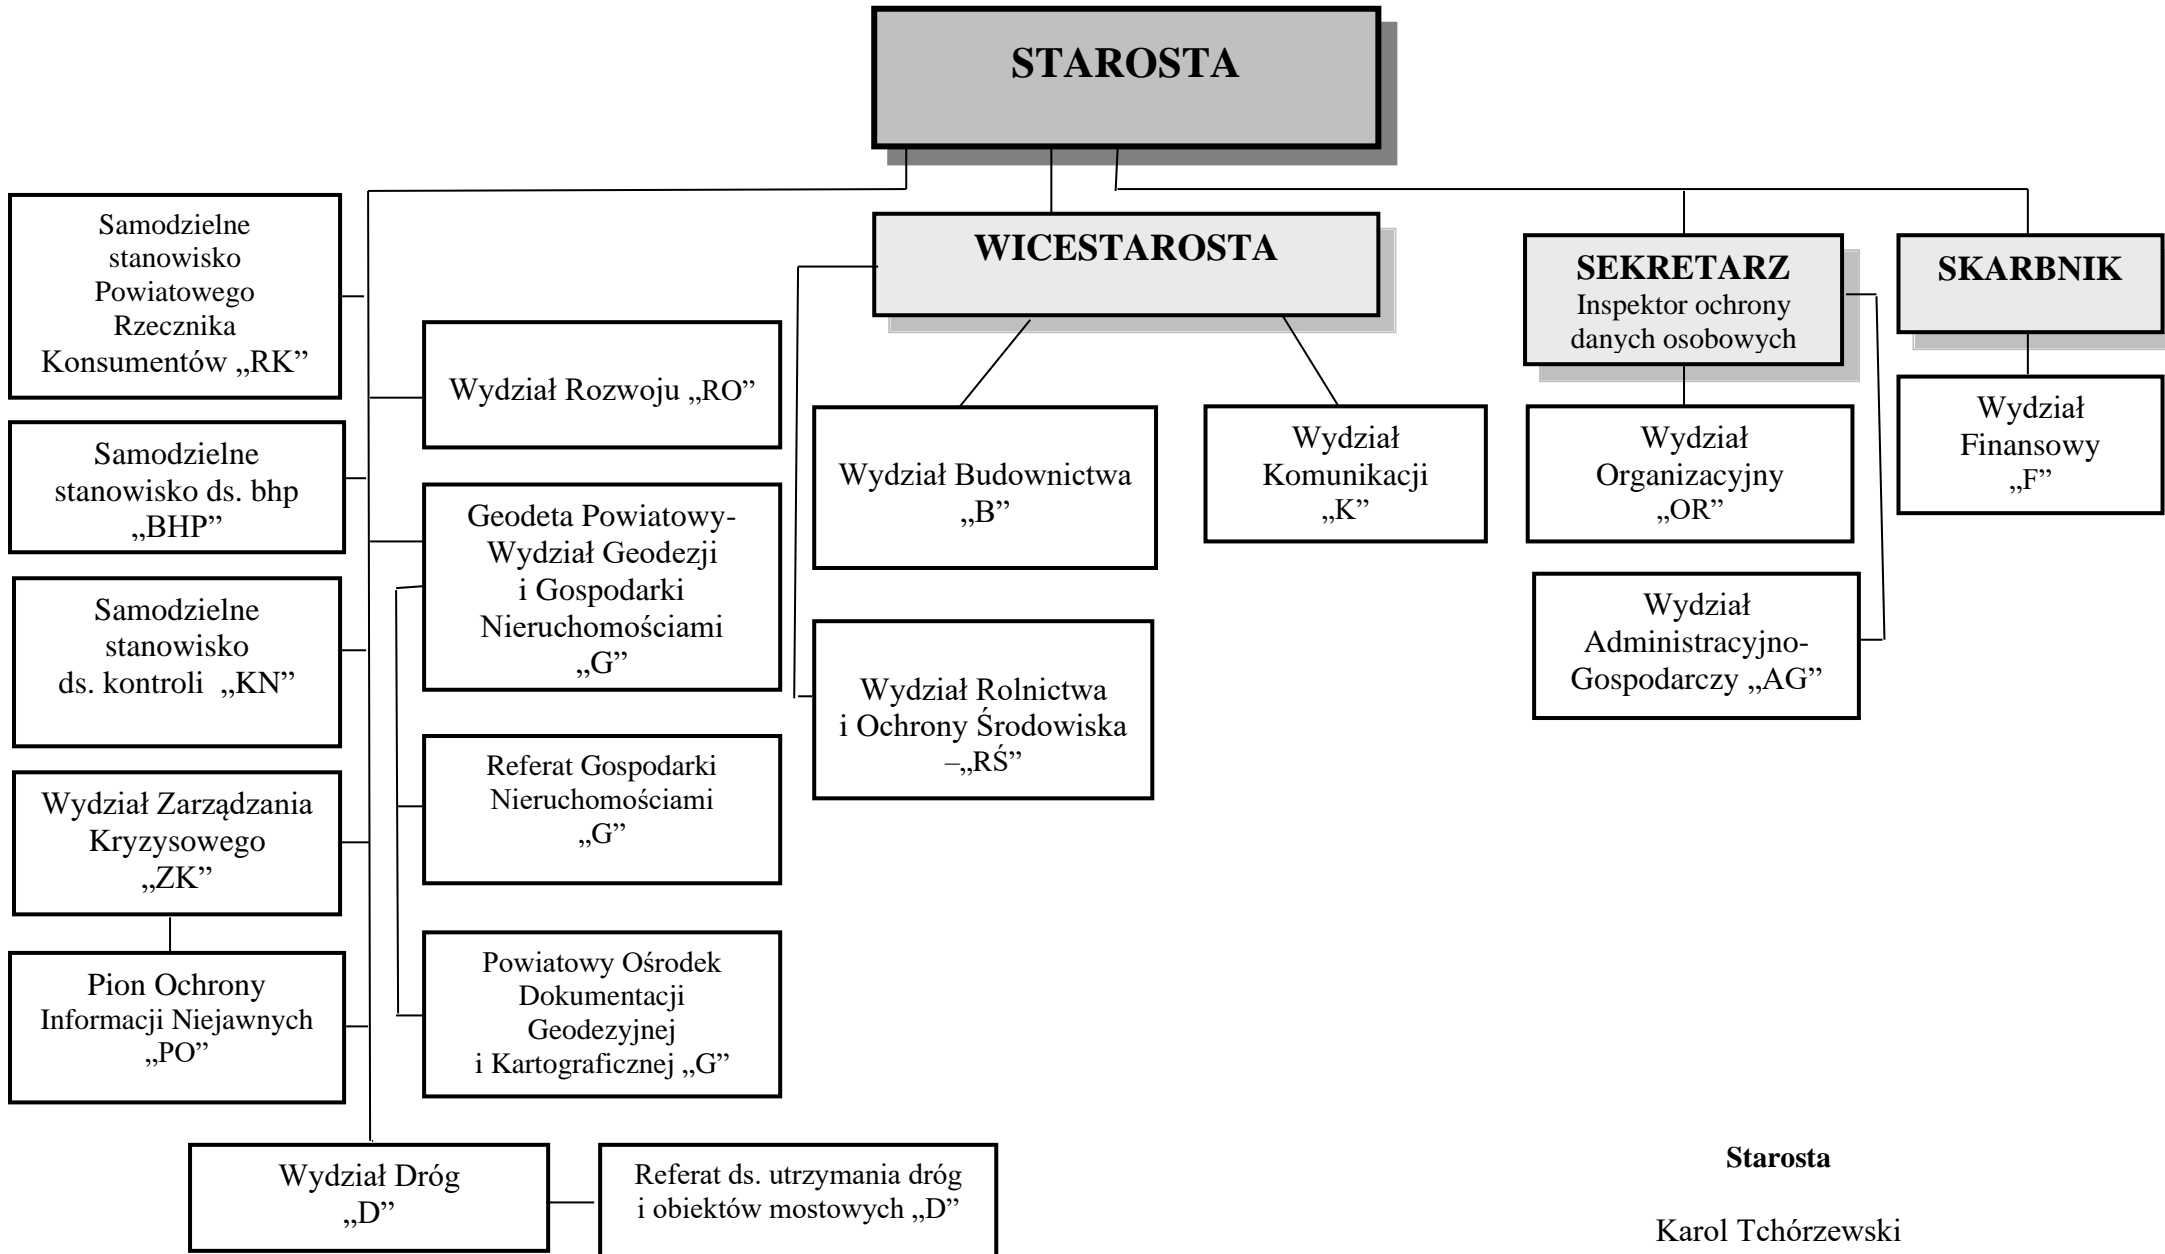 STAROSTA
Samodzielne
stanowisko
Powiatowego
Rzecznika
Konsumentów „RK”
Samodzielne
stanowisko ds. bhp
„BHP”
Samodzielne
stanowisko
ds. kontroli „KN”
Wydział Zarządzania
Kryzysowego
„ZK”
Pion Ochrony
Informacji Niejawnych
„PO”
Wydział Rozwoju „RO”
Geodeta Powiatowy-
Wydział Geodezji
i Gospodarki
Nieruchomościami
„G”
Referat Gospodarki
Nieruchomościami
„G”
Powiatowy Ośrodek
Dokumentacji
Geodezyjnej
i Kartograficznej „G”
Wydział Dróg
„D”
Referat ds. utrzymania dróg
i obiektów mostowych „D”
WICESTAROSTA
Wydział Budownictwa
„B”
Wydział
Komunikacji
„K”
Wydział Rolnictwa
i Ochrony Środowiska
–„RŚ”
SEKRETARZ
Inspektor ochrony
danych osobowych
Wydział
Organizacyjny
„OR”
Wydział
Administracyjno-
Gospodarczy „AG”
SKARBNIK
Wydział
Finansowy
„F”
Starosta
Karol Tchórzewski